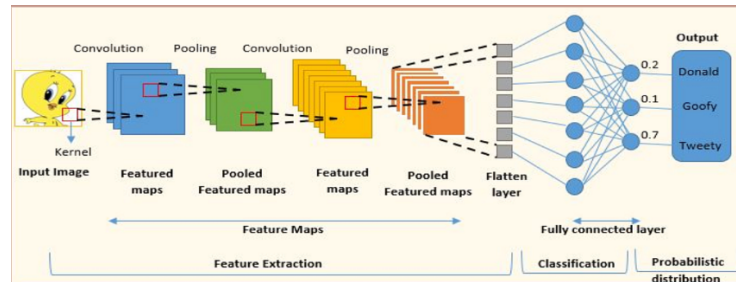 Convolution
Pooling
Convolution
Pooling
Output
0.2
Donald
0.1
Goofy
0.7
Tweety
Kernel
Input Image
Featured
maps
Pooled
Featured maps
Featured
maps
Pooled
Featured maps
Flatten
layer
Feature Maps
Fully connected layer
Feature Extraction
Classification
Probabilistic
distribution